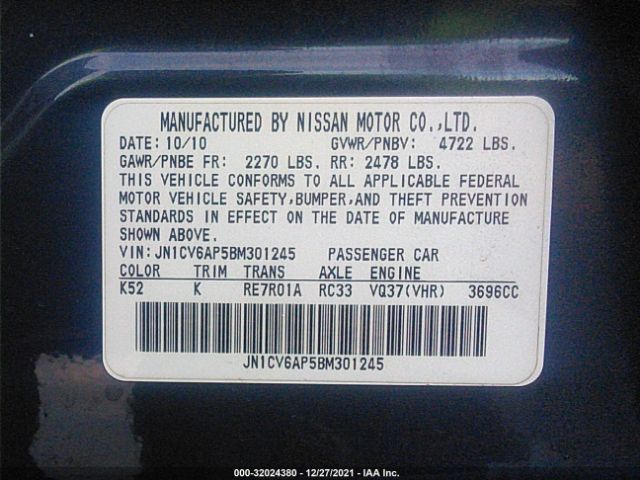 MANUFACTURED BY NISSAN MOTOR CO.,LTD.
DATE: 10/10 GVWR/PNBV: 4722 LBS.
GAWR/PNBE FR: 2270 LBS. RR: 2478 LBS.
THIS VEHICLE CONFORMS TO ALL APPLICABLE FEDERAL
MOTOR VEHICLE SAFETY,BUMPER,AND THEFT PREVENTION
STANDARDS IN EFFECT ON THE DATE OF MANUFACTURE
SHOWN ABOVE.
VIN:JN1CV6AP5BM301245 PASSENGER CAR
COLOR TRIM TRANS AXLE ENGINE
K52 K RE7R01A RC33 VQ37(VHR) 3696CC
JN1CV6AP5BM301245
000-32024380 - 12/27/2021 - IAA Inc.